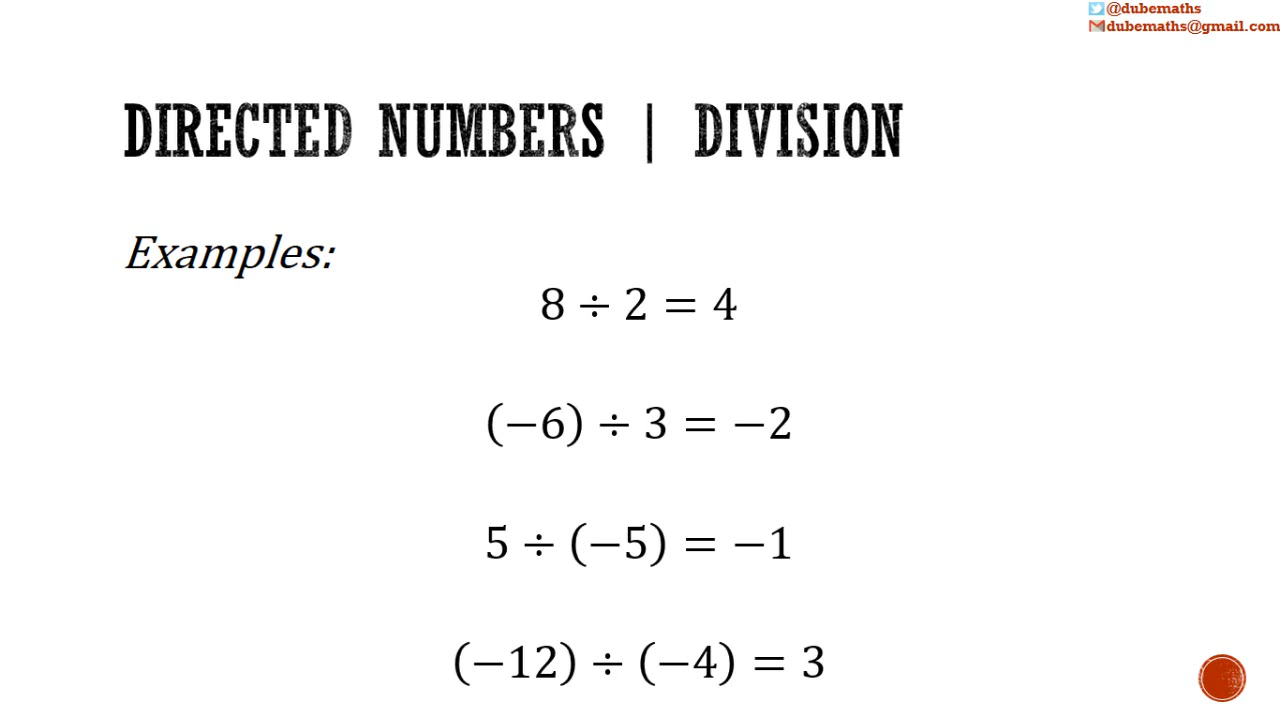 @dubemaths
dubemaths@gmail.com
DIRECTED NUMBERS | DIVISION
Examples:
8 ÷ 2 = 4
(−6) ÷ 3 = −2
5 ÷ (−5) = −1
(−12) ÷ (−4) = 3